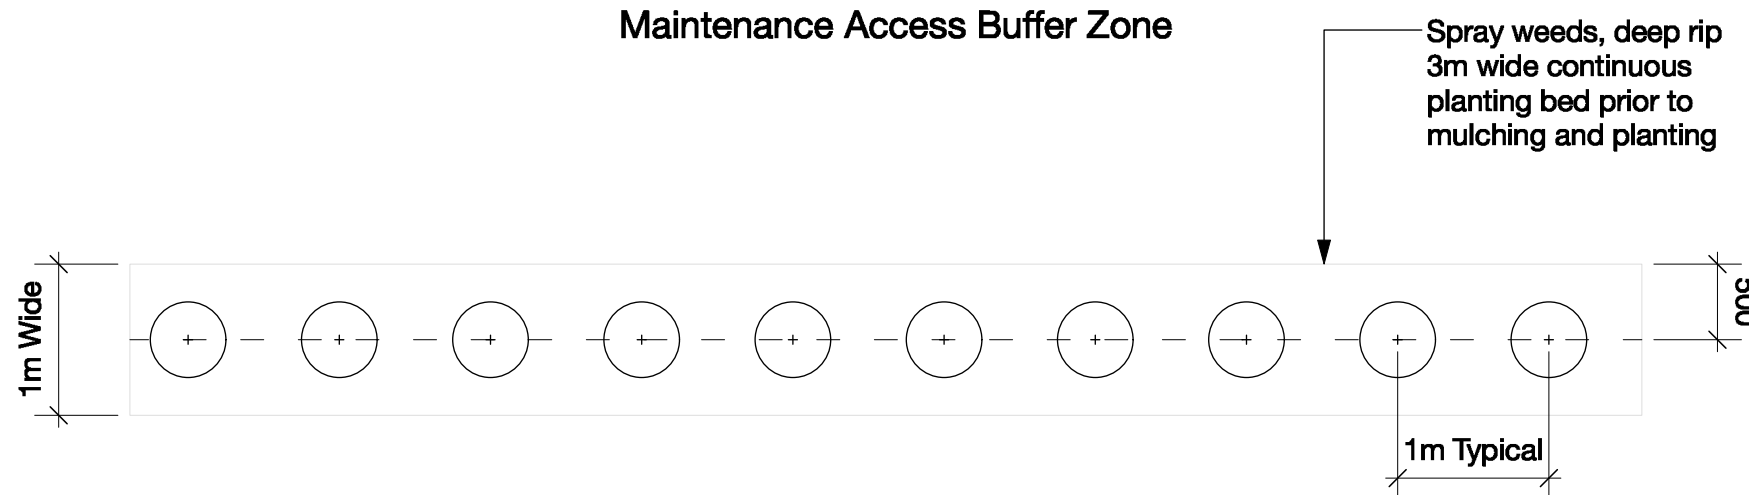 Maintenance Access Buffer Zone
Spray weeds, deep rip
3m wide continuous
planting bed prior to
mulching and planting
1m Wide
500
1m Typical